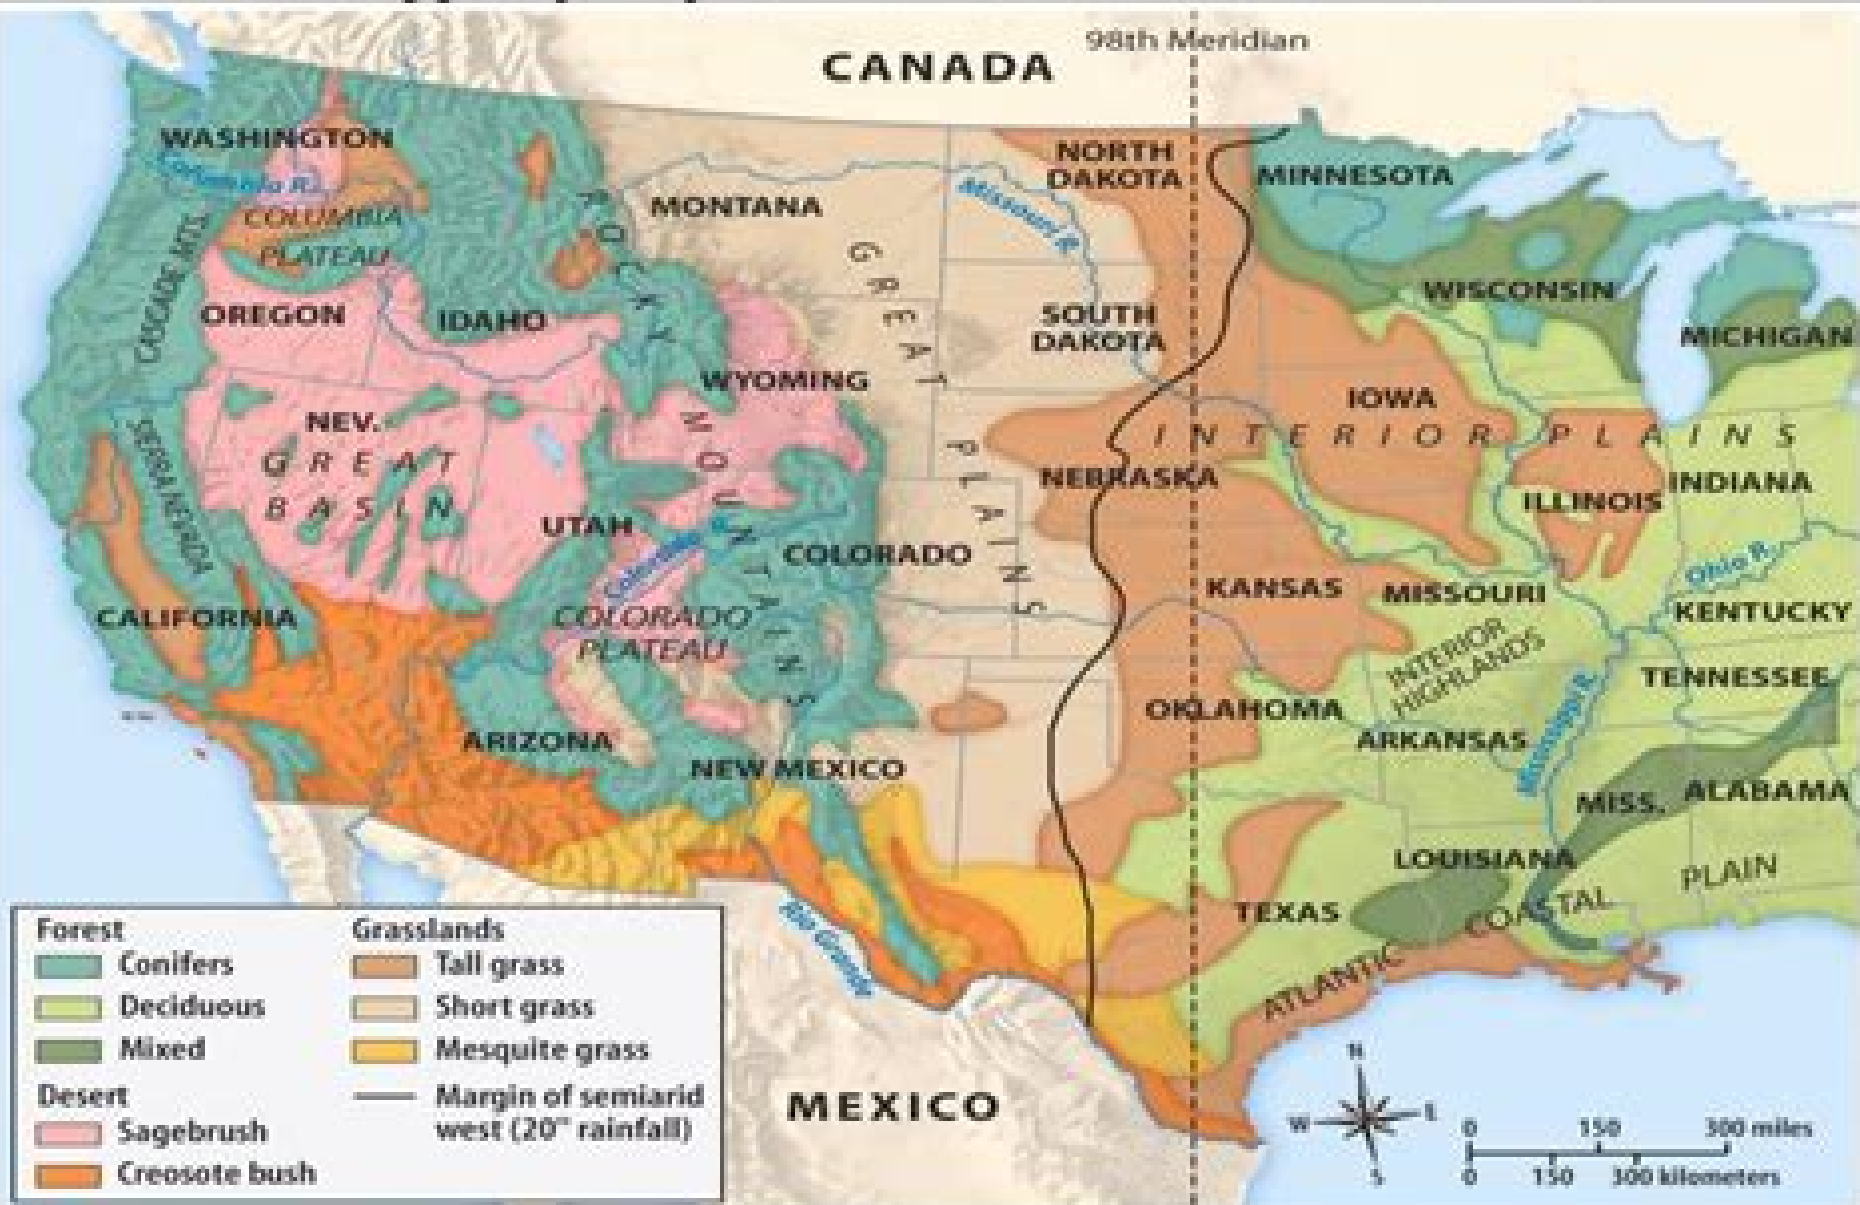 98th Meridian
CANADA
WASHINGTON
Columbia R.
NORTH
DAKOTA
MINNESOTA
MONTANA
Missouri R.
COLUMBIA
PLATEAU
CASCADE MTS.
ROCKY MOUNTAINS
GREAT PLAINS
WISCONSIN
OREGON
IDAHO
SOUTH
DAKOTA
MICHIGAN
WYOMING
NEV.
IOWA
GREAT
BASIN
SIERRA NEVADA
INTERIOR PLAINS
NEBRASKA
ILLINOIS
INDIANA
UTAH
Colorado R.
COLORADO
Ohio R.
KANSAS
MISSOURI
CALIFORNIA
COLORADO
PLATEAU
KENTUCKY
INTERIOR
HIGHLANDS
TENNESSEE
Mississippi R.
OKLAHOMA
ARIZONA
ARKANSAS
NEW MEXICO
MISS.
ALABAMA
LOUISIANA
TEXAS
ATLANTIC COASTAL PLAIN
Rio Grande
MEXICO
Forest
Conifers
Deciduous
Mixed
Desert
Sagebrush
Creosote bush
Grasslands
Tall grass
Short grass
Mesquite grass
Margin of semiarid
west (20" rainfall)
N
W
E
S
0 150 300 miles
0 150 300 kilometers